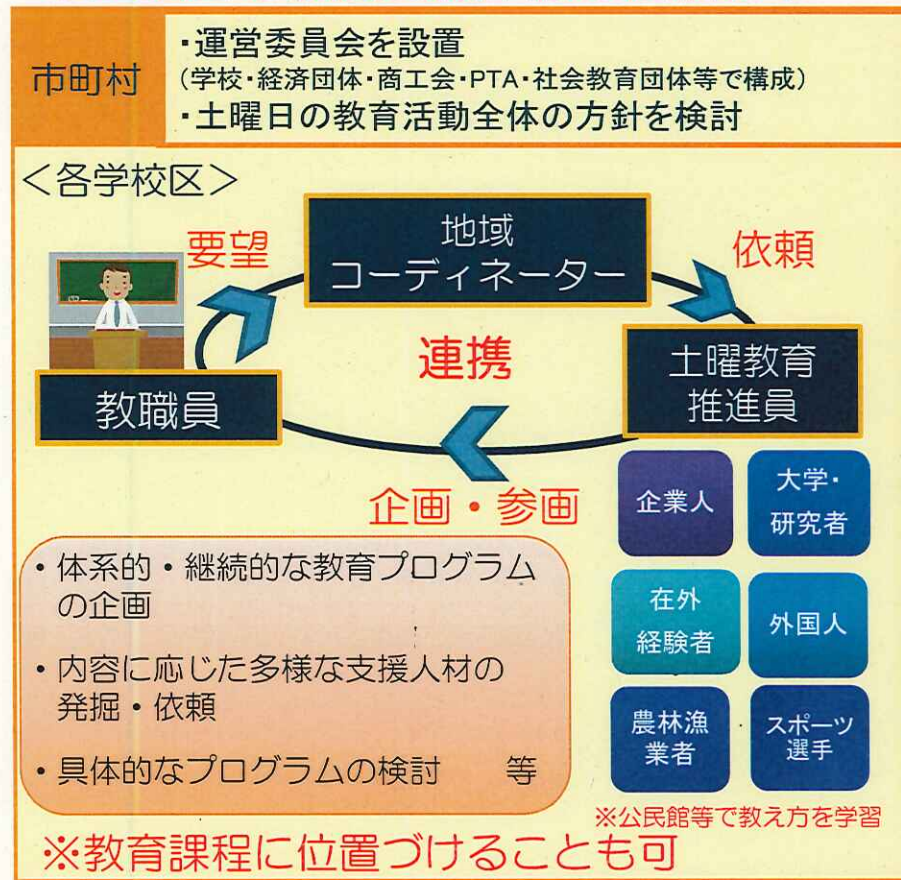 市町村
・運営委員会を設置
(学校・経済団体・商工会・PTA・社会教育団体等で構成)
・土曜日の教育活動全体の方針を検討
＜各学校区＞
要望
地域
コーディネーター
依頼
連携
教職員
土曜教育
推進員
企画・参画
企業人
大学・
研究者
在外
経験者
外国人
農林漁
業者
スポーツ
選手
・体系的・継続的な教育プログラム
の企画
・内容に応じた多様な支援人材の
発掘・依頼
・具体的なプログラムの検討　　等
※公民館等で教え方を学習
※教育課程に位置づけることも可